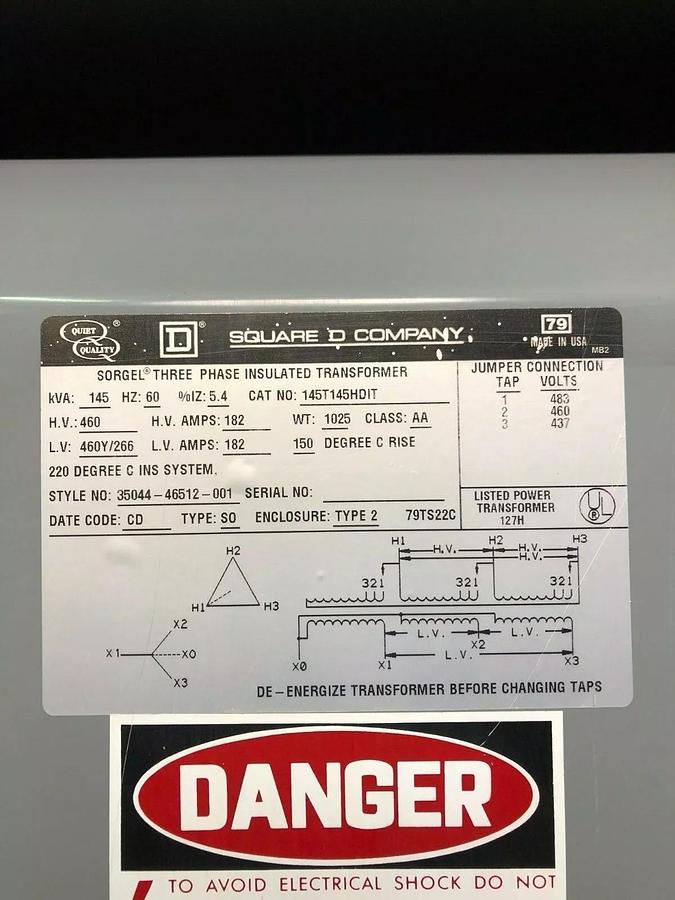 QUIET
QUALITY
®
D®
SQUARE D COMPANY
79
MADE IN USA
MB2
SORGEL® THREE PHASE INSULATED TRANSFORMER
kVA: 145 HZ: 60 %IZ: 5.4 CAT NO: 145T145HDIT
H.V.: 460 H.V. AMPS: 182 WT: 1025 CLASS: AA
L.V: 460Y/266 L.V. AMPS: 182 150 DEGREE C RISE
220 DEGREE C INS SYSTEM.
STYLE NO: 35044-46512-001 SERIAL NO:
DATE CODE: CD TYPE: SO ENCLOSURE: TYPE 2 79TS22C
JUMPER CONNECTION
TAP VOLTS
1 483
2 460
3 437
LISTED POWER
TRANSFORMER
127H
UL
®
H2
H1 H3
X2
X1 X0
X3
H1 H2 H3
H.V. H.V.
H.V.
321 321 321
L.V. L.V.
X2
L.V.
X0 X1 X3
DE-ENERGIZE TRANSFORMER BEFORE CHANGING TAPS
DANGER
TO AVOID ELECTRICAL SHOCK DO NOT